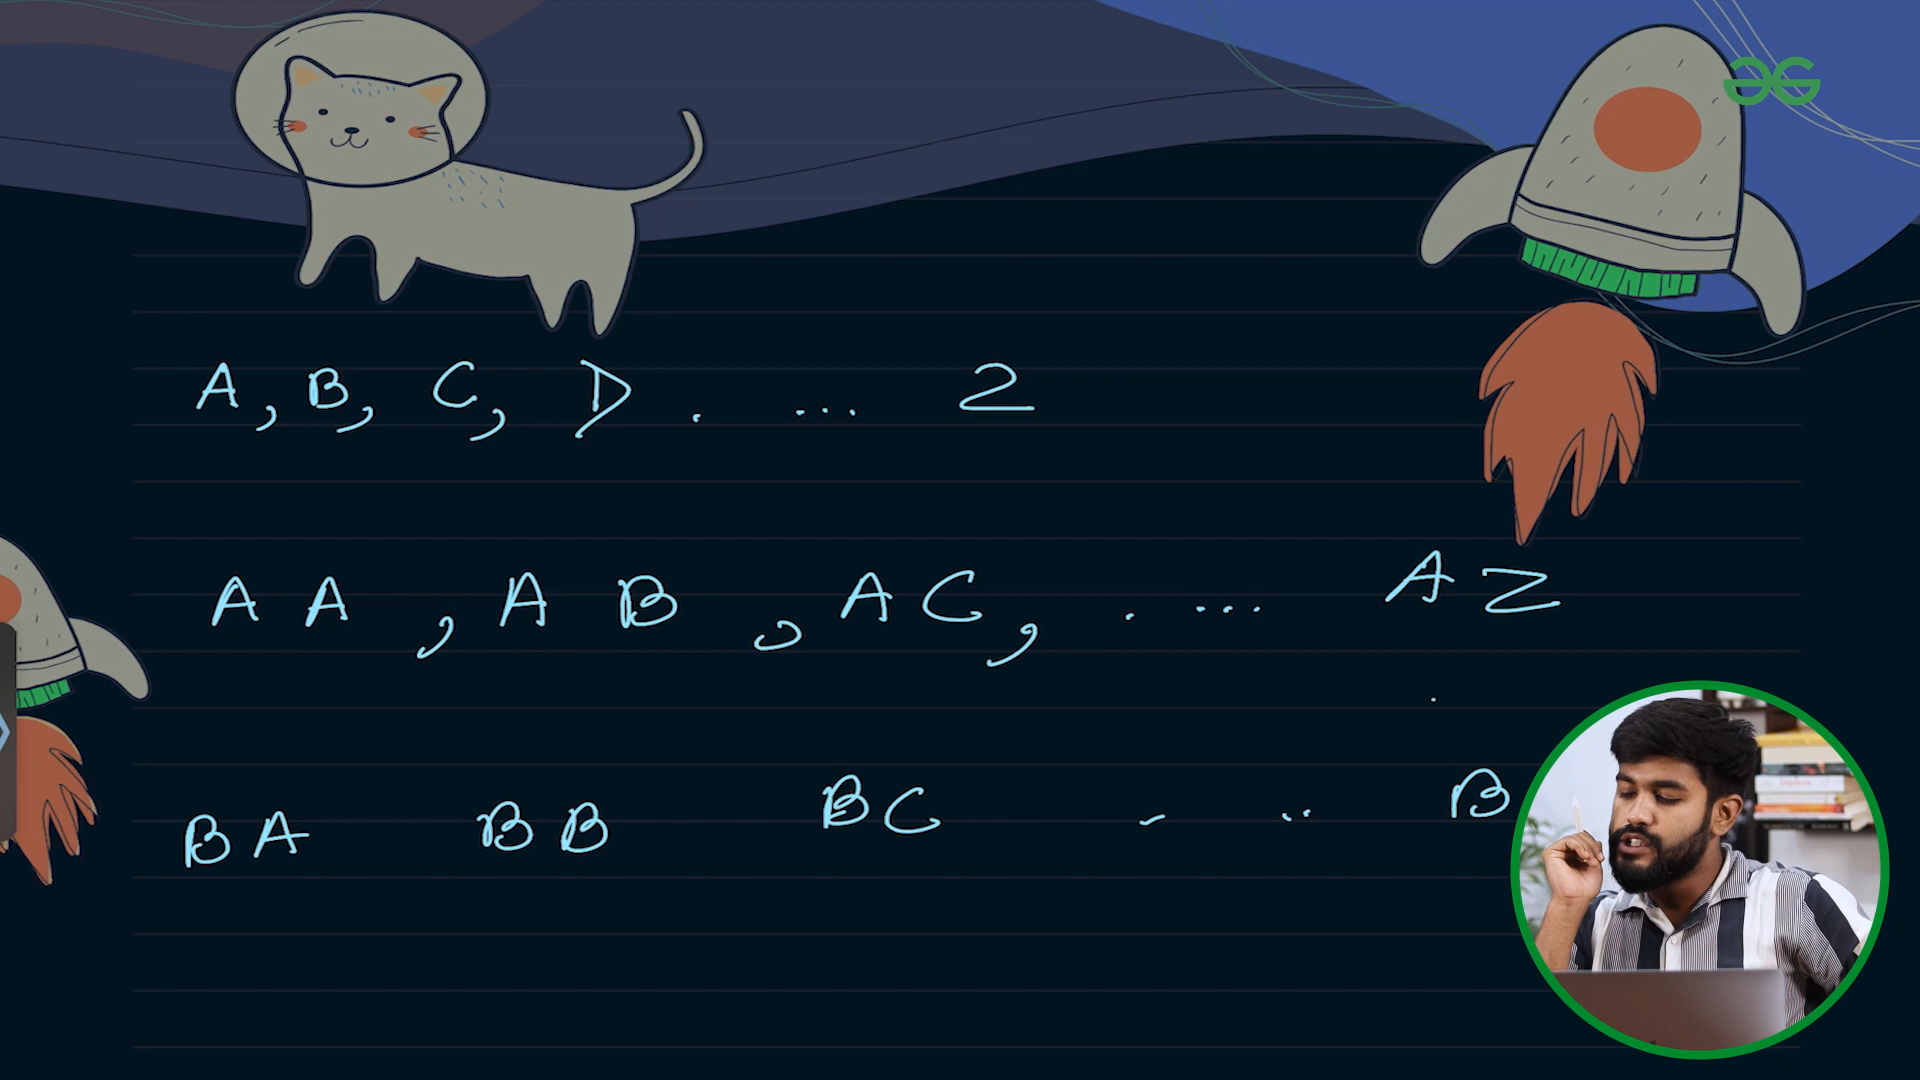 A, B, C, D . ... Z
AA, AB, AC, . ... AZ
BA BB BC - .. B